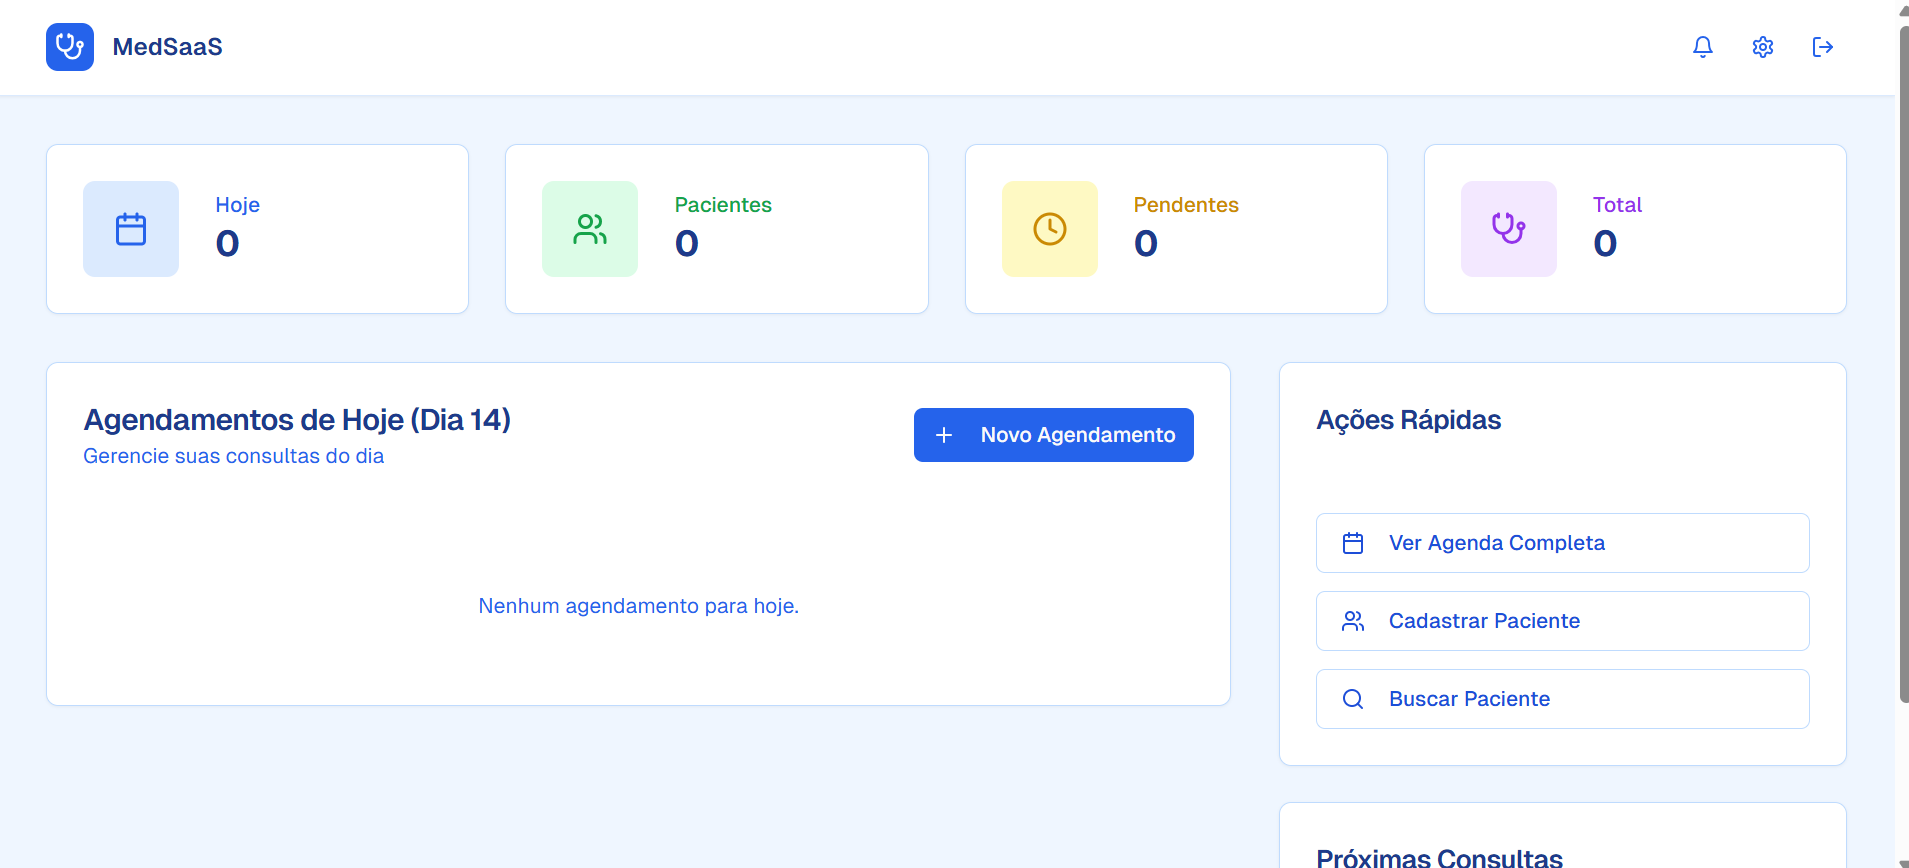 MedSaaS
Hoje
0
Pacientes
0
Pendentes
0
Total
0
Agendamentos de Hoje (Dia 14)
Gerencie suas consultas do dia
Novo Agendamento
Nenhum agendamento para hoje.
Ações Rápidas
Ver Agenda Completa
Cadastrar Paciente
Buscar Paciente
Próximas Consultas